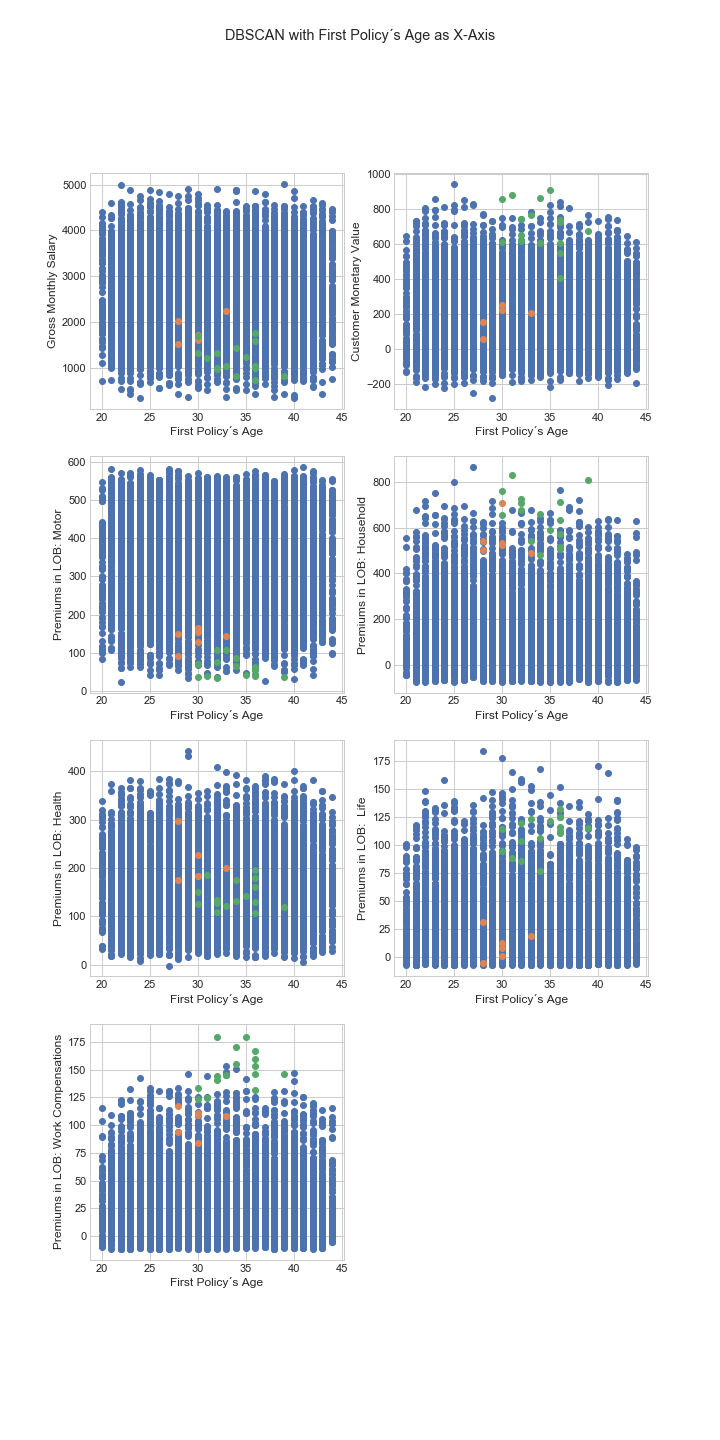 DBSCAN with First Policy´s Age as X-Axis
5000
4000
3000
2000
1000
Gross Monthly Salary
20 25 30 35 40 45
First Policy´s Age
1000
800
600
400
200
0
−200
Customer Monetary Value
20 25 30 35 40 45
First Policy´s Age
600
500
400
300
200
100
0
Premiums in LOB: Motor
20 25 30 35 40 45
First Policy´s Age
800
600
400
200
0
Premiums in LOB: Household
20 25 30 35 40 45
First Policy´s Age
400
300
200
100
0
Premiums in LOB: Health
20 25 30 35 40 45
First Policy´s Age
175
150
125
100
75
50
25
0
Premiums in LOB: Life
20 25 30 35 40 45
First Policy´s Age
175
150
125
100
75
50
25
0
Premiums in LOB: Work Compensations
20 25 30 35 40 45
First Policy´s Age